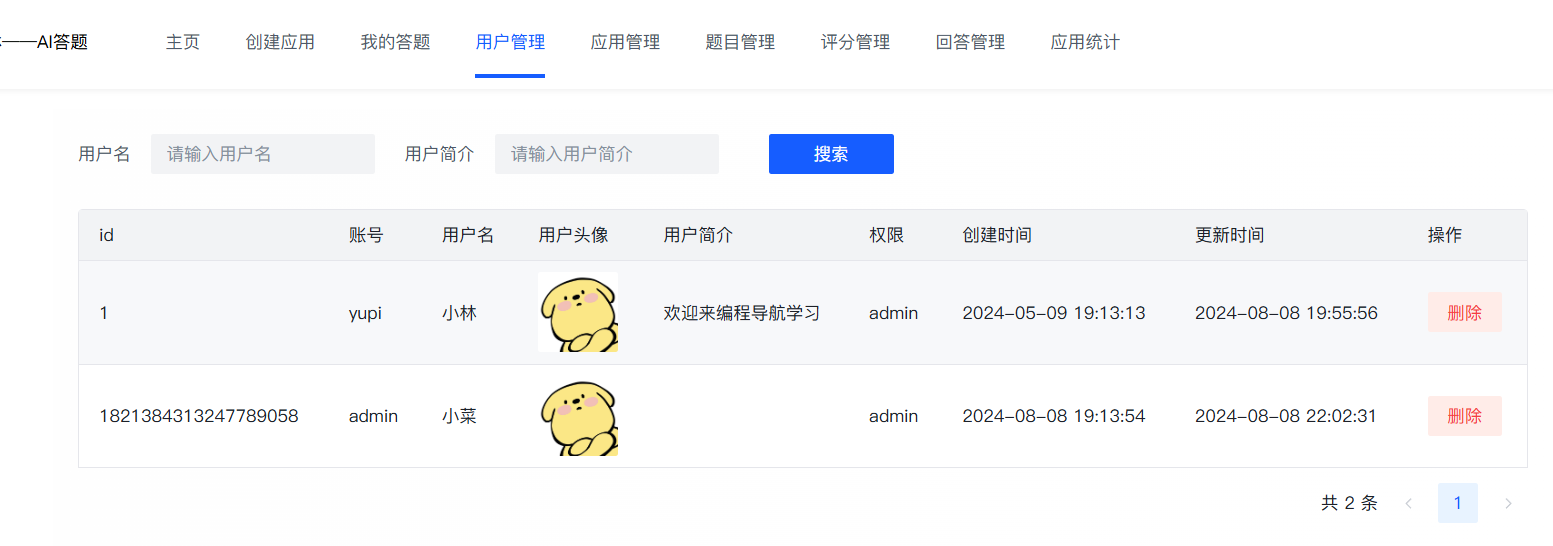 ——AI答题 主页 创建应用 我的答题 用户管理 应用管理 题目管理 评分管理 回答管理 应用统计
用户名 请输入用户名 用户简介 请输入用户简介 搜索
id 账号 用户名 用户头像 用户简介 权限 创建时间 更新时间 操作
1 yupi 小林 欢迎来编程导航学习 admin 2024-05-09 19:13:13 2024-08-08 19:55:56 删除
1821384313247789058 admin 小菜 admin 2024-08-08 19:13:54 2024-08-08 22:02:31 删除
共 2 条 < 1 >